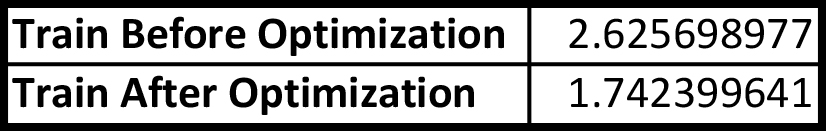 Train Before Optimization 2.625698977
Train After Optimization 1.742399641